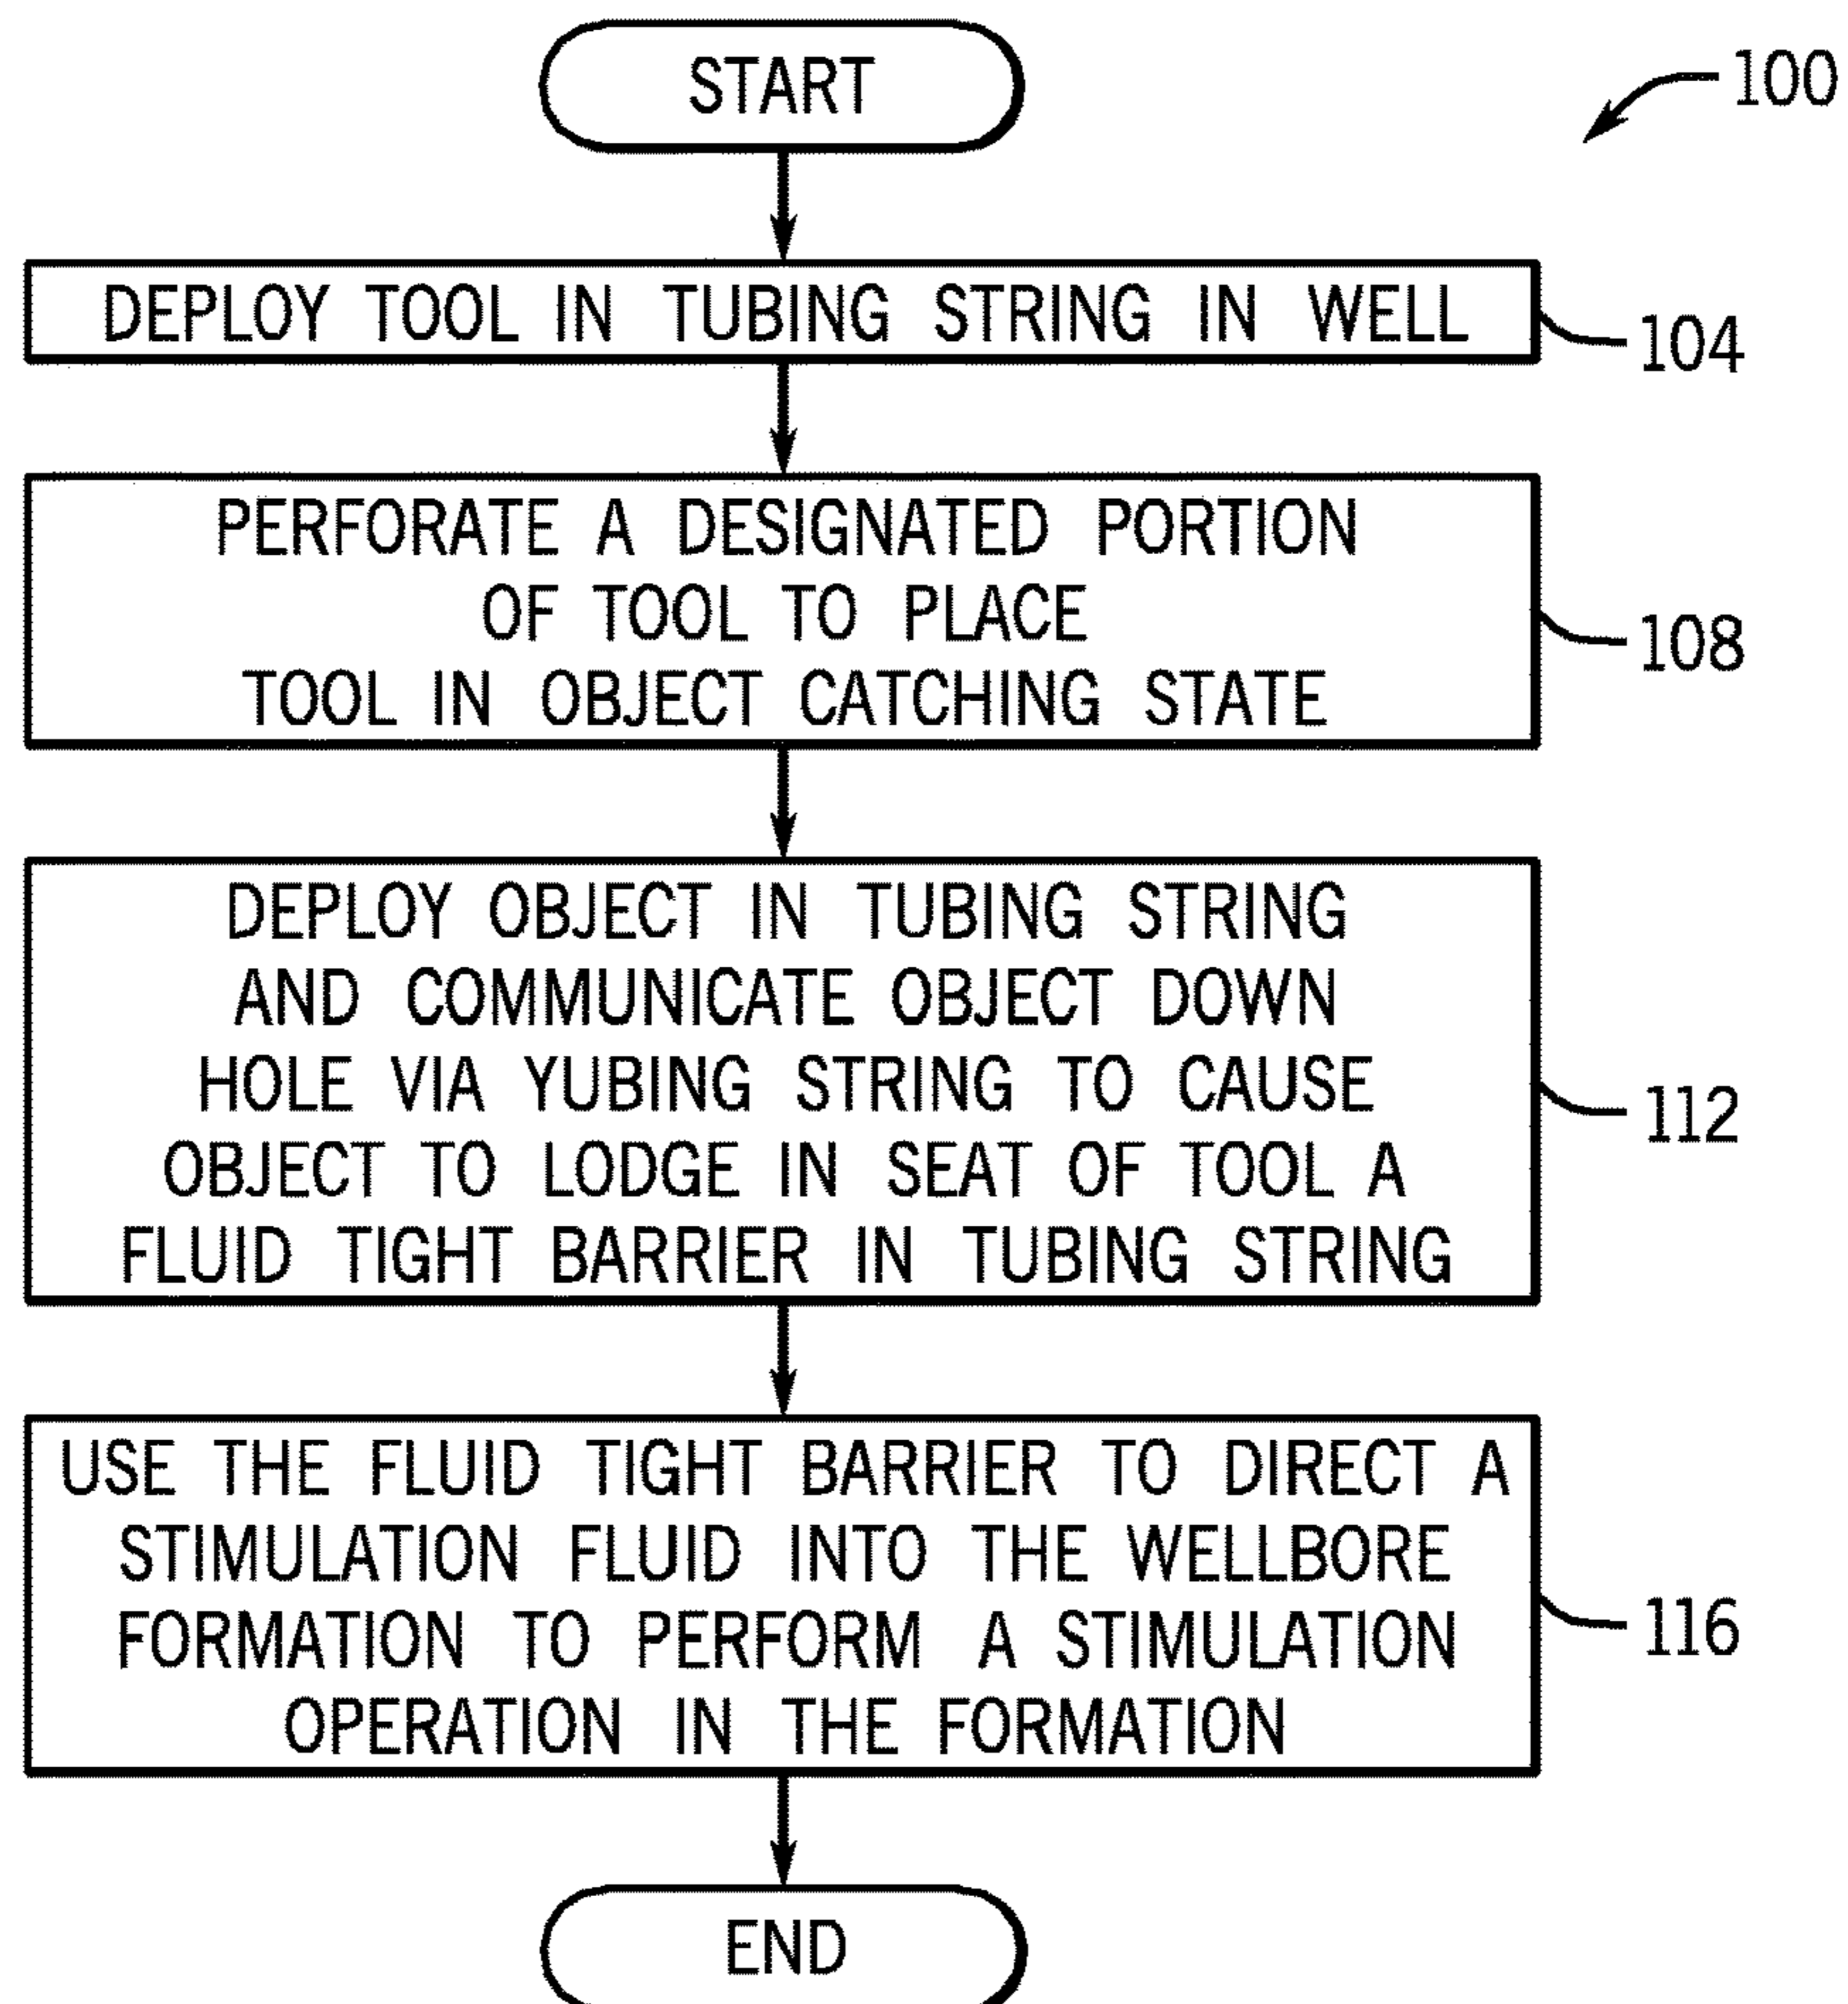 START
100
DEPLOY TOOL IN TUBING STRING IN WELL
104
PERFORATE A DESIGNATED PORTION
OF TOOL TO PLACE
TOOL IN OBJECT CATCHING STATE
108
DEPLOY OBJECT IN TUBING STRING
AND COMMUNICATE OBJECT DOWN
HOLE VIA YUBING STRING TO CAUSE
OBJECT TO LODGE IN SEAT OF TOOL A
FLUID TIGHT BARRIER IN TUBING STRING
112
USE THE FLUID TIGHT BARRIER TO DIRECT A
STIMULATION FLUID INTO THE WELLBORE
FORMATION TO PERFORM A STIMULATION
OPERATION IN THE FORMATION
116
END